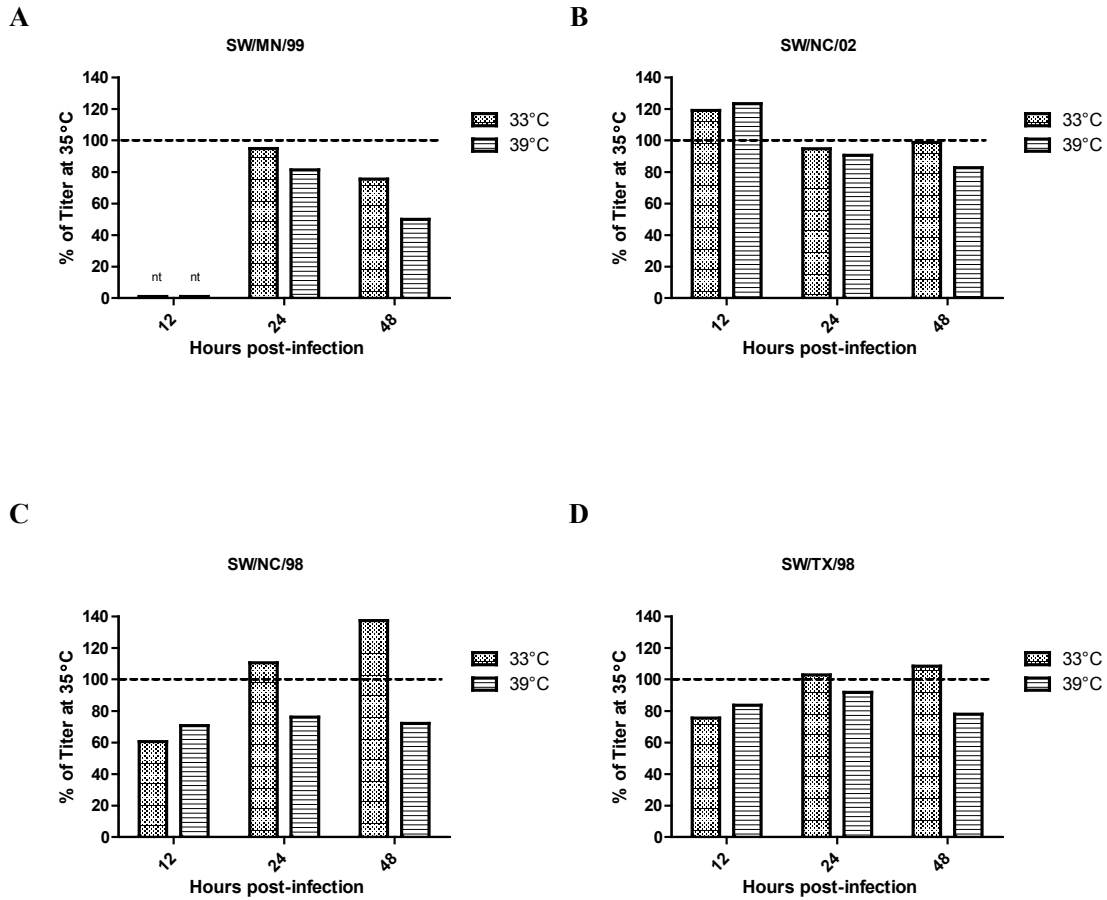 A
SW/MN/99
% of Titer at 35°C
140
120
100
80
60
40
20
0
nt nt
12 24 48
Hours post-infection
33°C
39°C
B
SW/NC/02
% of Titer at 35°C
140
120
100
80
60
40
20
0
12 24 48
Hours post-infection
33°C
39°C
C
SW/NC/98
% of Titer at 35°C
140
120
100
80
60
40
20
0
12 24 48
Hours post-infection
33°C
39°C
D
SW/TX/98
% of Titer at 35°C
140
120
100
80
60
40
20
0
12 24 48
Hours post-infection
33°C
39°C